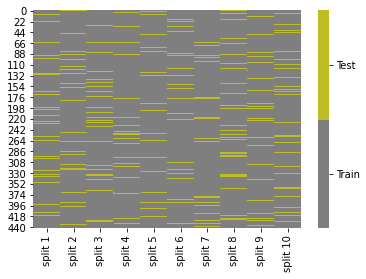 0
22
44
66
88
110
132
154
176
198
220
242
264
286
308
330
352
374
396
418
440
split 1
split 2
split 3
split 4
split 5
split 6
split 7
split 8
split 9
split 10
Test
Train